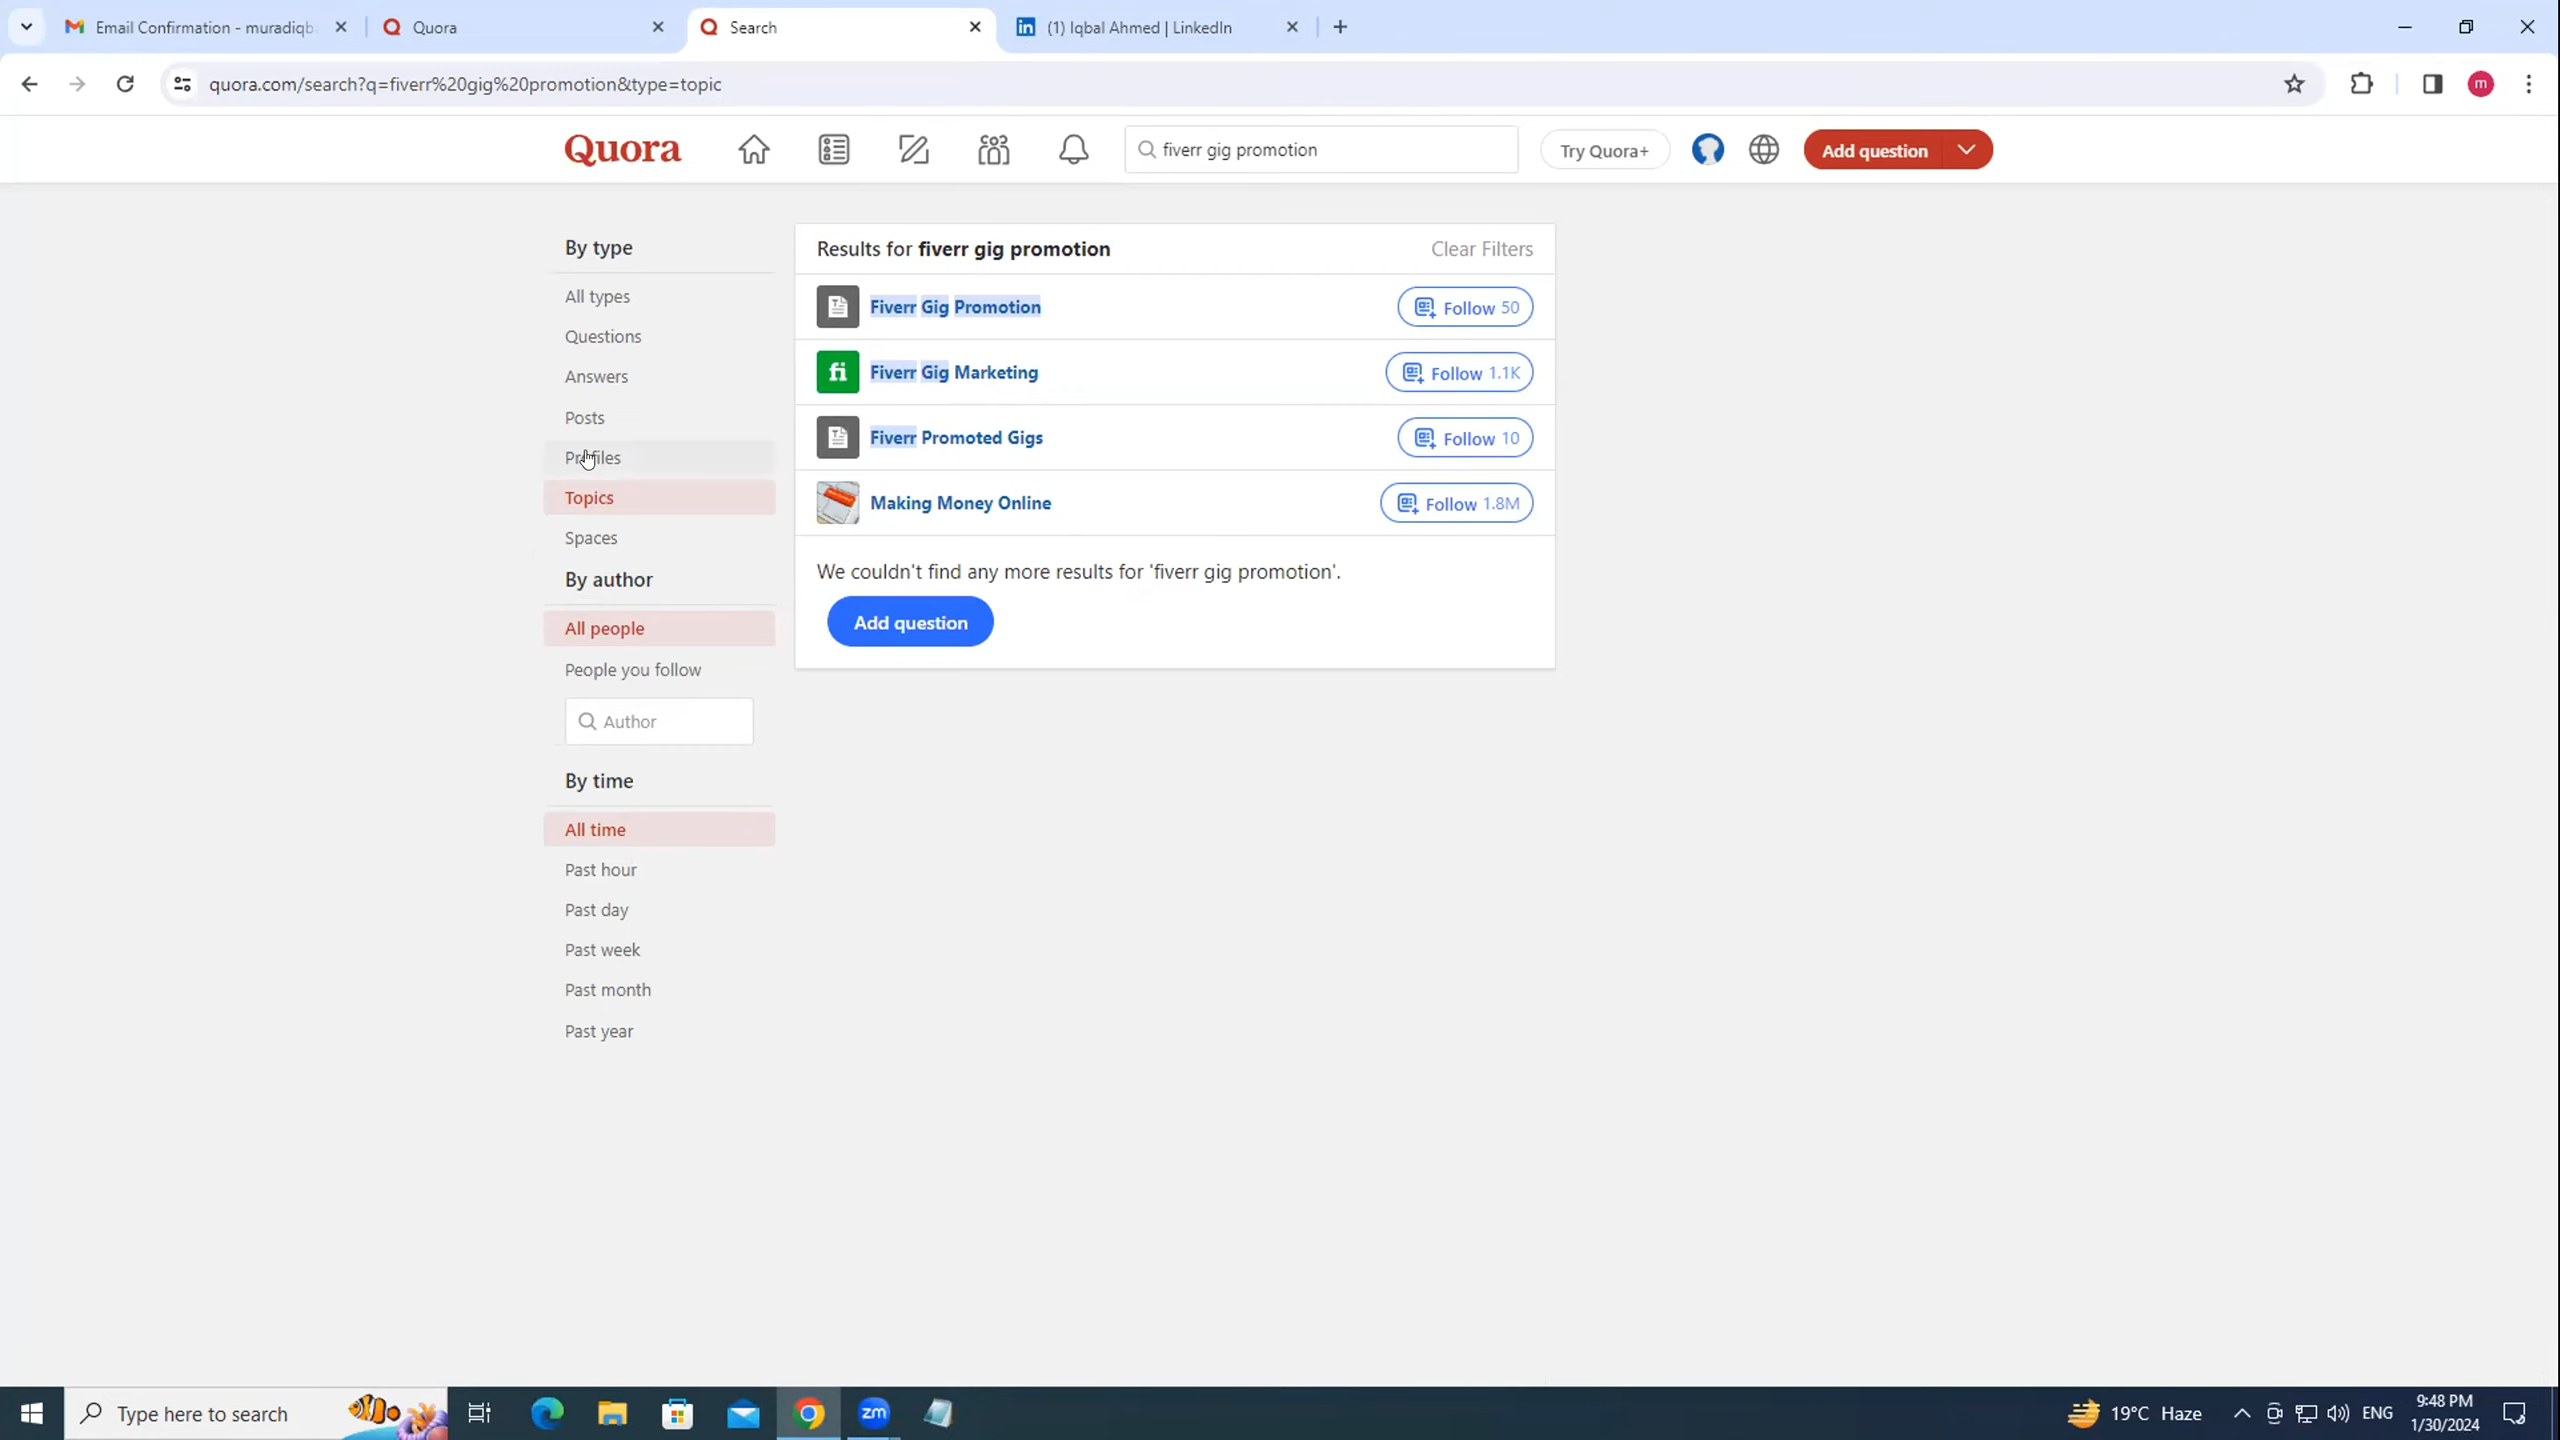 Email Confirmation - muradiqb
Quora
Search
(1) Iqbal Ahmed | LinkedIn
quora.com/search?q=fiverr%20gig%20promotion&type=topic
m
Quora
fiverr gig promotion
Try Quora+
Add question
By type
All types
Questions
Answers
Posts
Profiles
Topics
Spaces
By author
All people
People you follow
Author
By time
All time
Past hour
Past day
Past week
Past month
Past year
Results for fiverr gig promotion
Clear Filters
Fiverr Gig Promotion
Follow 50
fi
Fiverr Gig Marketing
Follow 1.1K
Fiverr Promoted Gigs
Follow 10
Making Money Online
Follow 1.8M
We couldn't find any more results for 'fiverr gig promotion'.
Add question
Type here to search
zm
19°C Haze
ENG
9:48 PM
1/30/2024